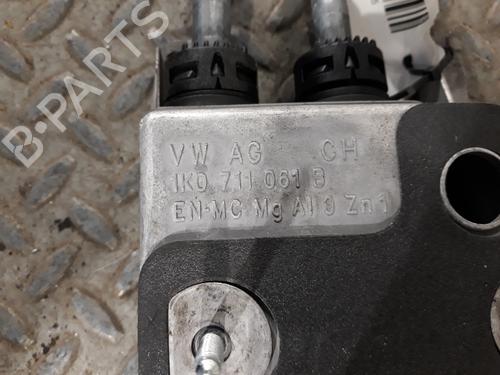 B-PARTS
VW AG CH
1K0 711 061 B
EN-MC Mg Al 9 Zn 1